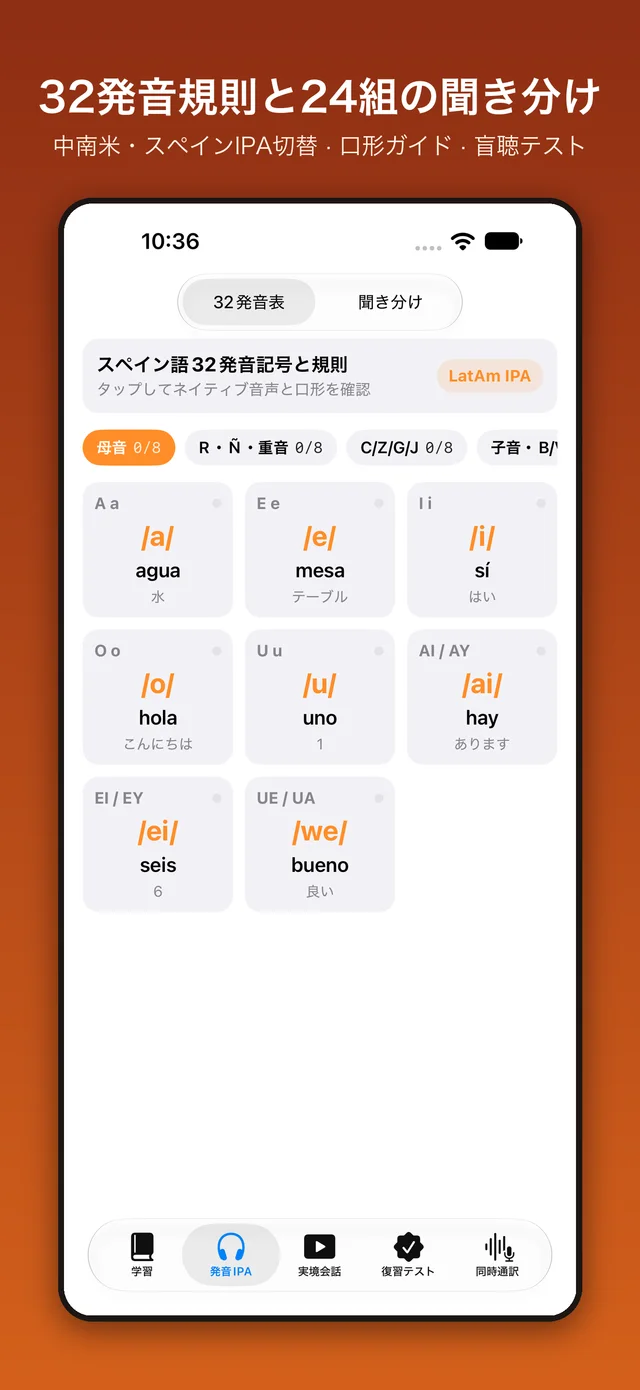 32発音規則と24組の聞き分け
中南米・スペインIPA切替 · 口形ガイド · 盲聴テスト
10:36
32発音表 聞き分け
スペイン語32発音記号と規則
タップしてネイティブ音声と口形を確認
LatAm IPA
母音 0/8 R・Ñ・重音 0/8 C/Z/G/J 0/8 子音・B/V
A a E e I i
/a/ /e/ /i/
agua mesa sí
水 テーブル はい
O o U u AI / AY
/o/ /u/ /ai/
hola uno hay
こんにちは 1 あります
EI / EY UE / UA
/ei/ /we/
seis bueno
6 良い
学習 発音IPA 実境会話 復習テスト 同時通訳